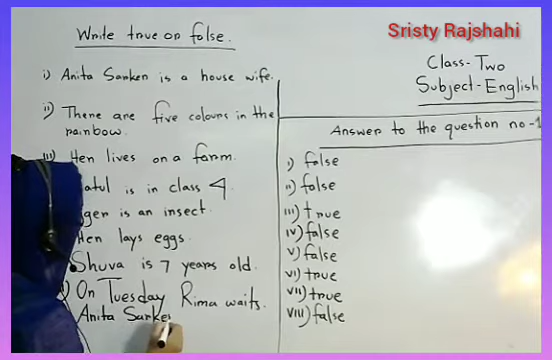 Sristy Rajshahi
Write true or false.
Class-Two
Subject-English
i) Anita Sarker is a house wife.
ii) There are five colours in the
rainbow.
iii) Hen lives on a farm.
is in class 4
is an insect.
Hen lays eggs.
Shuva is 7 years old.
On Tuesday Rima waits.
Anita Sarker
Answer to the question no-1
i) false
ii) false
iii) true
iv) false
v) false
vi) true
vii) true
viii) false